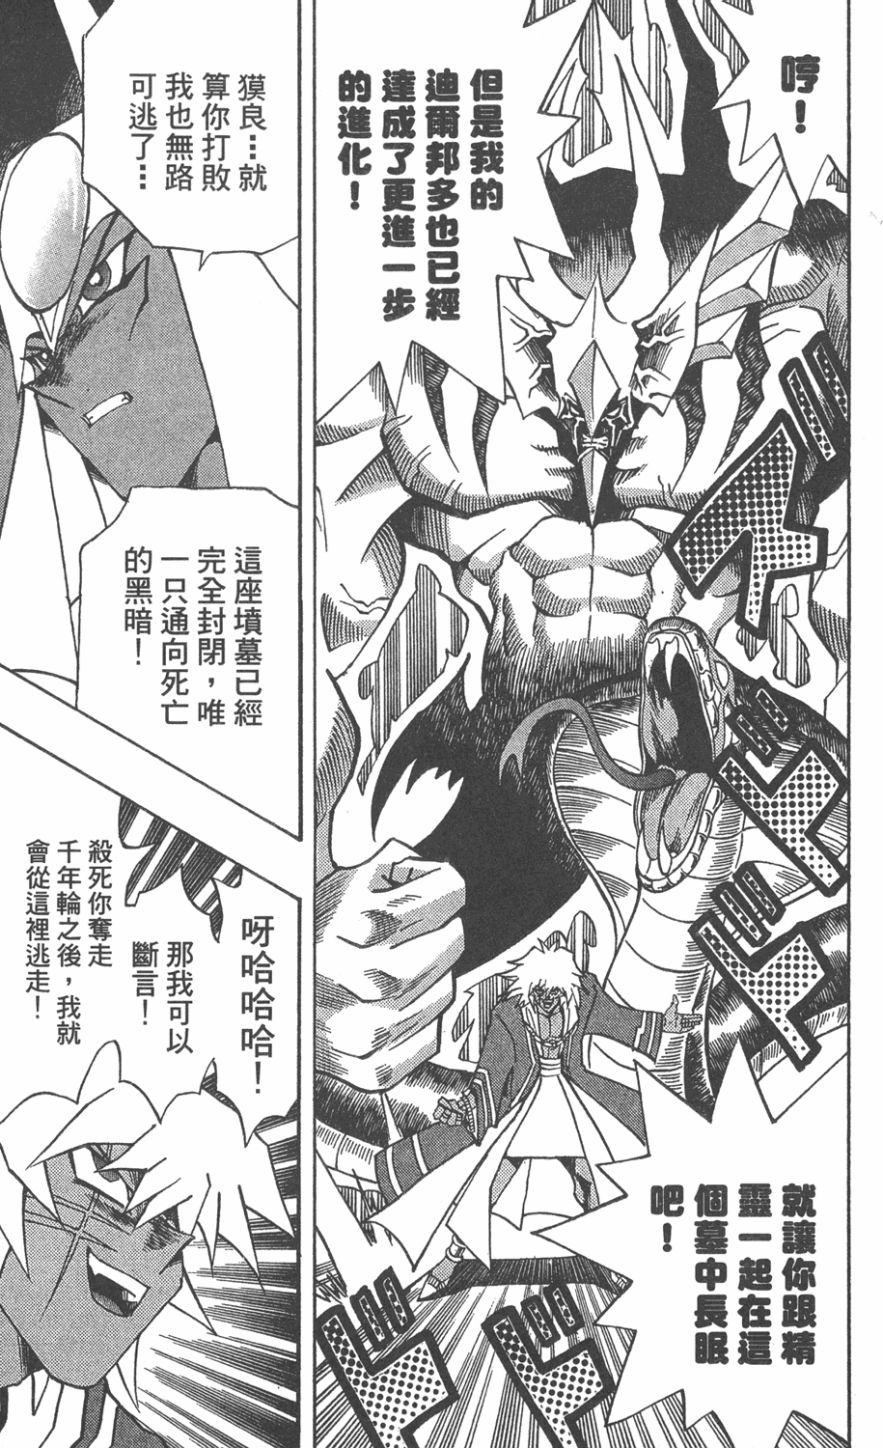 哼！
但是我的
迪爾邦多也已經
達成了更進一步
的進化！
ズ
ド
ド
就讓你跟精
靈一起在這
個墓中長眠
吧！
ド
ド
獏良…就
算你打敗
我也無路
可逃了…
這座墳墓已經
完全封閉，唯
一只通向死亡
的黑暗！
呀哈哈哈！
那我可以
斷言！
殺死你奪走
千年輪之後，我就
會從這裡逃走！